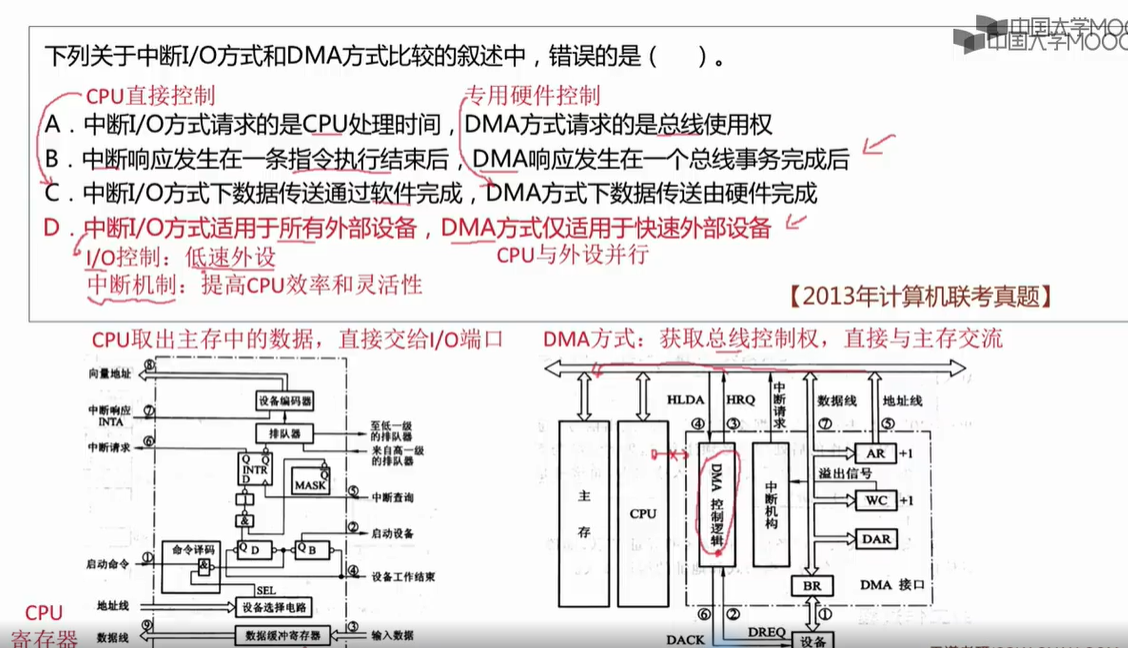 中国大学MOO
中国大学MOOC
下列关于中断I/O方式和DMA方式比较的叙述中，错误的是（ ）。
CPU直接控制 专用硬件控制
A．中断I/O方式请求的是CPU处理时间，DMA方式请求的是总线使用权
B．中断响应发生在一条指令执行结束后，DMA响应发生在一个总线事务完成后
C．中断I/O方式下数据传送通过软件完成，DMA方式下数据传送由硬件完成
D．中断I/O方式适用于所有外部设备，DMA方式仅适用于快速外部设备
I/O控制：低速外设 CPU与外设并行
中断机制：提高CPU效率和灵活性
【2013年计算机联考真题】
CPU取出主存中的数据，直接交给I/O端口
⑧
向量地址
设备编码器
中断响应
INTA
⑦
排队器
至低一级
的排队器
中断请求
⑥
来自高一级
的排队器
Q Q
INTR
D
Q
MASK
⑤
中断查询
&
②
启动设备
命令译码
&
Q D
Q B
①
启动命令
④
设备工作结束
SEL
地址线
设备选择电路
CPU
寄存器
数据线
⑨
数据缓冲寄存器
③
输入数据
DMA方式：获取总线控制权，直接与主存交流
HLDA
HRQ
中断请求
数据线
地址线
④
③
⑦
⑤
主存
CPU
DMA控制逻辑
中断机构
AR
+1
溢出信号
WC
+1
DAR
BR
DMA 接口
⑥
②
①
DACK
DREQ
设备